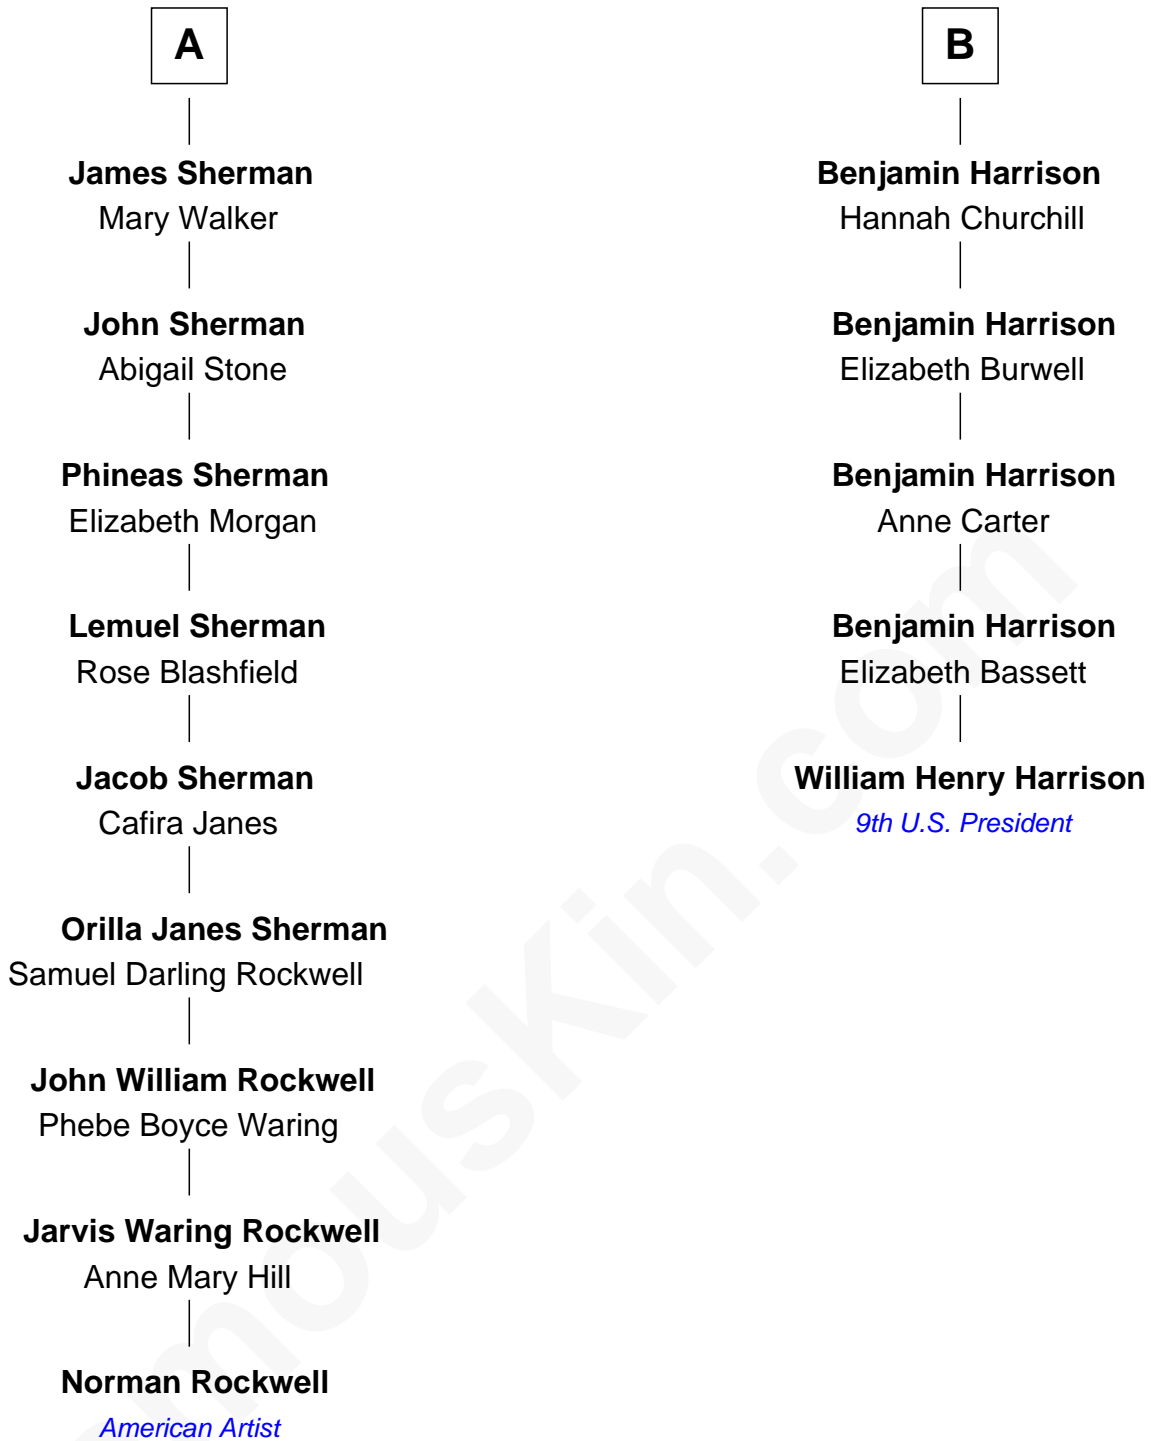 A
James Sherman
Mary Walker
John Sherman
Abigail Stone
Phineas Sherman
Elizabeth Morgan
Lemuel Sherman
Rose Blashfield
Jacob Sherman
Cafira Janes
Orilla Janes Sherman
Samuel Darling Rockwell
John William Rockwell
Phebe Boyce Waring
Jarvis Waring Rockwell
Anne Mary Hill
Norman Rockwell
American Artist
B
Benjamin Harrison
Hannah Churchill
Benjamin Harrison
Elizabeth Burwell
Benjamin Harrison
Anne Carter
Benjamin Harrison
Elizabeth Bassett
William Henry Harrison
9th U.S. President
mousKin.com